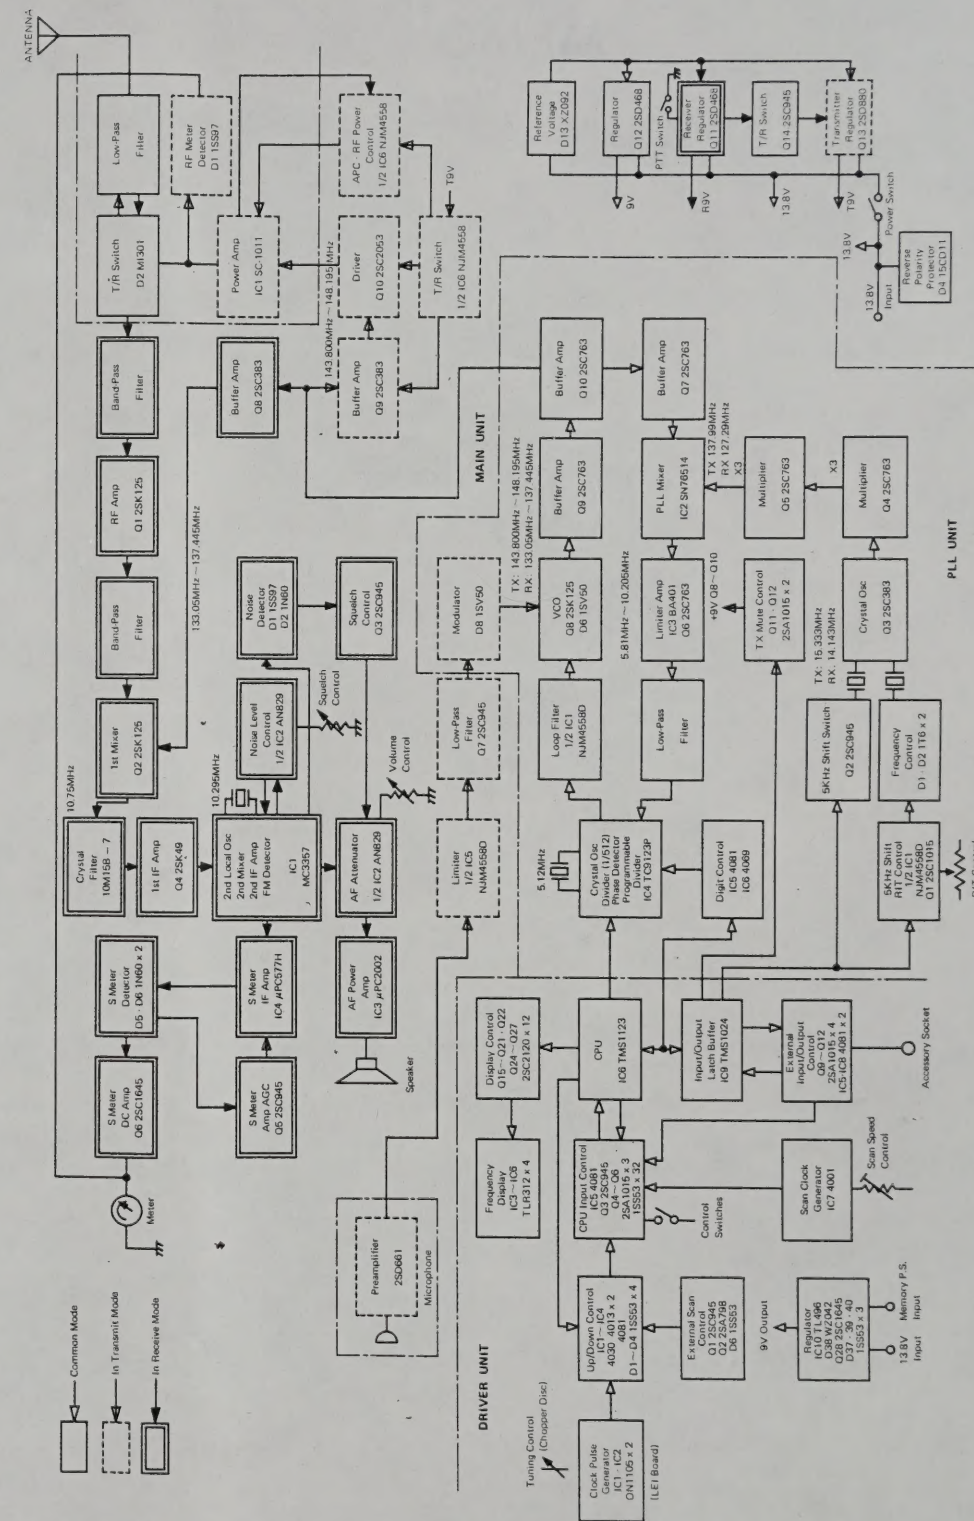 Common Mode
In Transmit Mode
In Receive Mode
ANTENNA
Low-Pass
Filter
RF Meter
Detector
D1 1SS97
T/R Switch
D2 MI301
Power Amp
IC1 SC-1011
APC · RF Power
Control
1/2 IC6 NJM4558
Driver
Q10 2SC2053
T/R Switch
1/2 IC6 NJM4558
T9V
Buffer Amp
Q9 2SC383
143.800MHz ~ 148.195MHz
Buffer Amp
Q8 2SC383
Band-Pass
Filter
RF Amp
Q1 2SK125
Band-Pass
Filter
1st Mixer
Q2 2SK125
133.05MHz ~ 137.445MHz
10.75MHz
Crystal
Filter
10M15B – 7
1st IF Amp
Q4 2SK49
2nd Local Osc
2nd Mixer
2nd IF Amp
FM Detector
IC1
MC3357
10.295MHz
Noise Level
Control
1/2 IC2 AN829
Noise
Detector
D1 1SS97
D2 1N60
Squelch
Control
Q3 2SC945
Squelch
Control
AF Attenuator
1/2 IC2 AN829
Volume
Control
AF Power
Amp
IC3 μPC2002
Speaker
S Meter
IF Amp
IC4 μPC577H
S Meter
Detector
D5 · D6 1N60 x 2
S Meter
DC Amp
Q6 2SC1645
S Meter
Amp AGC
Q5 2SC945
Meter
Preamplifier
2SD661
Microphone
Limiter
1/2 IC5
NJM4558D
Low-Pass
Filter
Q7 2SC945
Modulator
D8 1SV50
MAIN UNIT
Reference
Voltage
D13 XZ092
Regulator
Q12 2SD468
PTT Switch
Receiver
Regulator
Q11 2SD468
T/R Switch
Q14 2SC945
Transmitter
Regulator
Q13 2SD880
9V
R9V
13.8V
T9V
Power Switch
13.8V
13.8V
Input
Reverse
Polarity
Protector
D4 15CD11
TX: 143.800MHz ~ 148.195MHz
RX: 133.05MHz ~ 137.445MHz
VCO
Q8 2SK125
D6 1SV50
Buffer Amp
Q9 2SC763
Buffer Amp
Q10 2SC763
Buffer Amp
Q7 2SC763
PLL Mixer
IC2 SN76514
TX 137.99MHz
RX 127.29MHz
X3
Multiplier
Q5 2SC763
X3
Multiplier
Q4 2SC763
Crystal Osc
Q3 2SC383
TX: 15.333MHz
RX: 14.143MHz
5.81MHz ~ 10.205MHz
Limiter Amp
IC3 BA401
Q6 2SC763
Low-Pass
Filter
Loop Filter
1/2 IC1
NJM4558D
5.12MHz
Crystal Osc
Divider (1/512)
Phase Detector
Programmable
Divider
IC4 TC9123P
Digit Control
IC5 4081
IC6 4069
+9V Q8 ~ Q10
TX Mute Control
Q11 · Q12
2SA1015 x 2
5KHz Shift Switch
Q2 2SC945
Frequency
Control
D1 · D2 1T6 x 2
5KHz Shift
RIT Control
1/2 IC1
NJM4558D
Q1 2SC1015
PLL UNIT
DRIVER UNIT
Display Control
Q15 ~ Q21 · Q22
Q24 ~ Q27
2SC2120 x 12
Frequency
Display
IC3 ~ IC6
TLR312 x 4
CPU
IC6 TMS1123
Input/Output
Latch Buffer
IC9 TMS1024
External
Input/Output
Control
Q9 ~ Q12
2SA1015 x 4
IC5·IC8 4081 x 2
Accessory Socket
CPU Input Control
IC5 4081
Q3 2SC945
Q4 ~ Q6
2SA1015 x 3
1SS53 x 32
Control
Switches
Scan Clock
Generator
IC7 4001
Scan Speed
Control
Up/Down Control
IC1 ~ IC4
4030 4013 x 2
4081
D1 ~ D4 1SS53 x 4
External Scan
Control
Q1 2SC945
Q2 2SA798
D6 1SS53
9V Output
Regulator
IC10 TL496
D38 WZ042
Q28 2SC1645
D37 · 39 · 40
1SS53 x 3
13.8V
Input
Memory P.S.
Input
Tuning Control
(Chopper Disc)
Clock Pulse
Generator
IC1 · IC2
ON1105 x 2
(LEI Board)